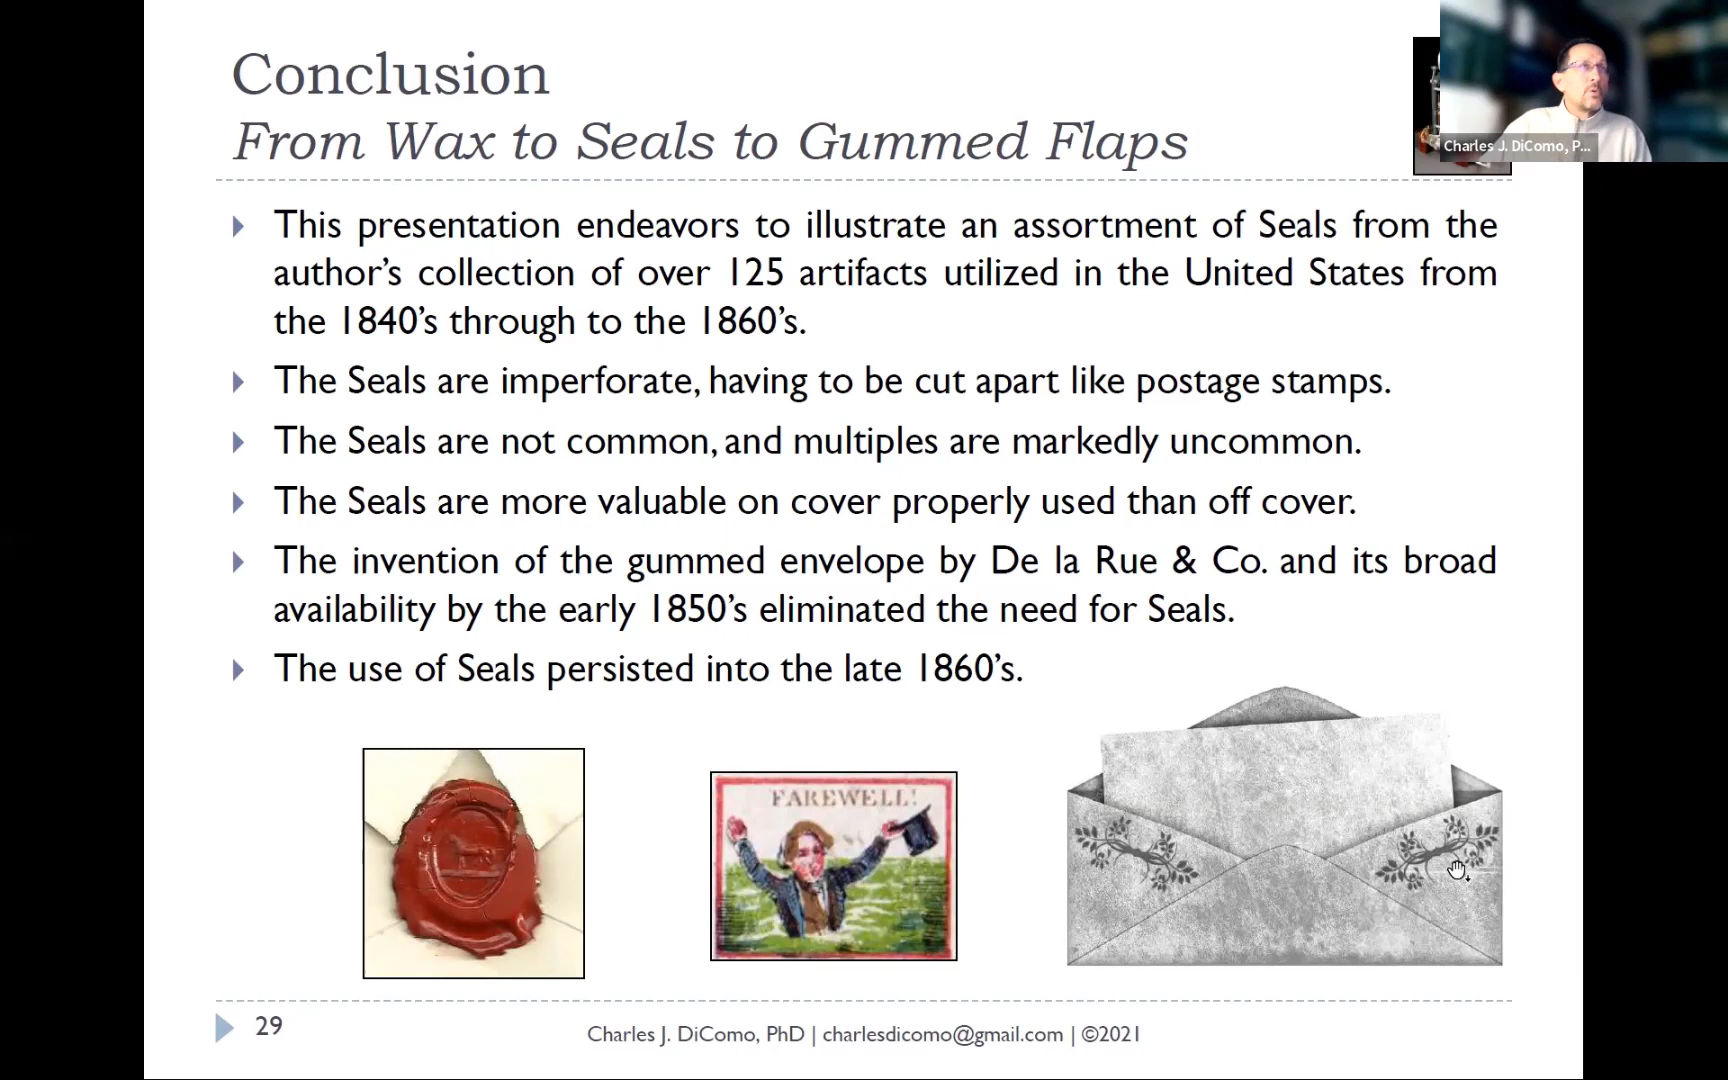 Conclusion
From Wax to Seals to Gummed Flaps
Charles J. DiComo, P...
This presentation endeavors to illustrate an assortment of Seals from the
author's collection of over 125 artifacts utilized in the United States from
the 1840's through to the 1860's.
The Seals are imperforate, having to be cut apart like postage stamps.
The Seals are not common, and multiples are markedly uncommon.
The Seals are more valuable on cover properly used than off cover.
The invention of the gummed envelope by De la Rue & Co. and its broad
availability by the early 1850's eliminated the need for Seals.
The use of Seals persisted into the late 1860's.
FAREWELL!
29
Charles J. DiComo, PhD | charlesdicomo@gmail.com | ©2021